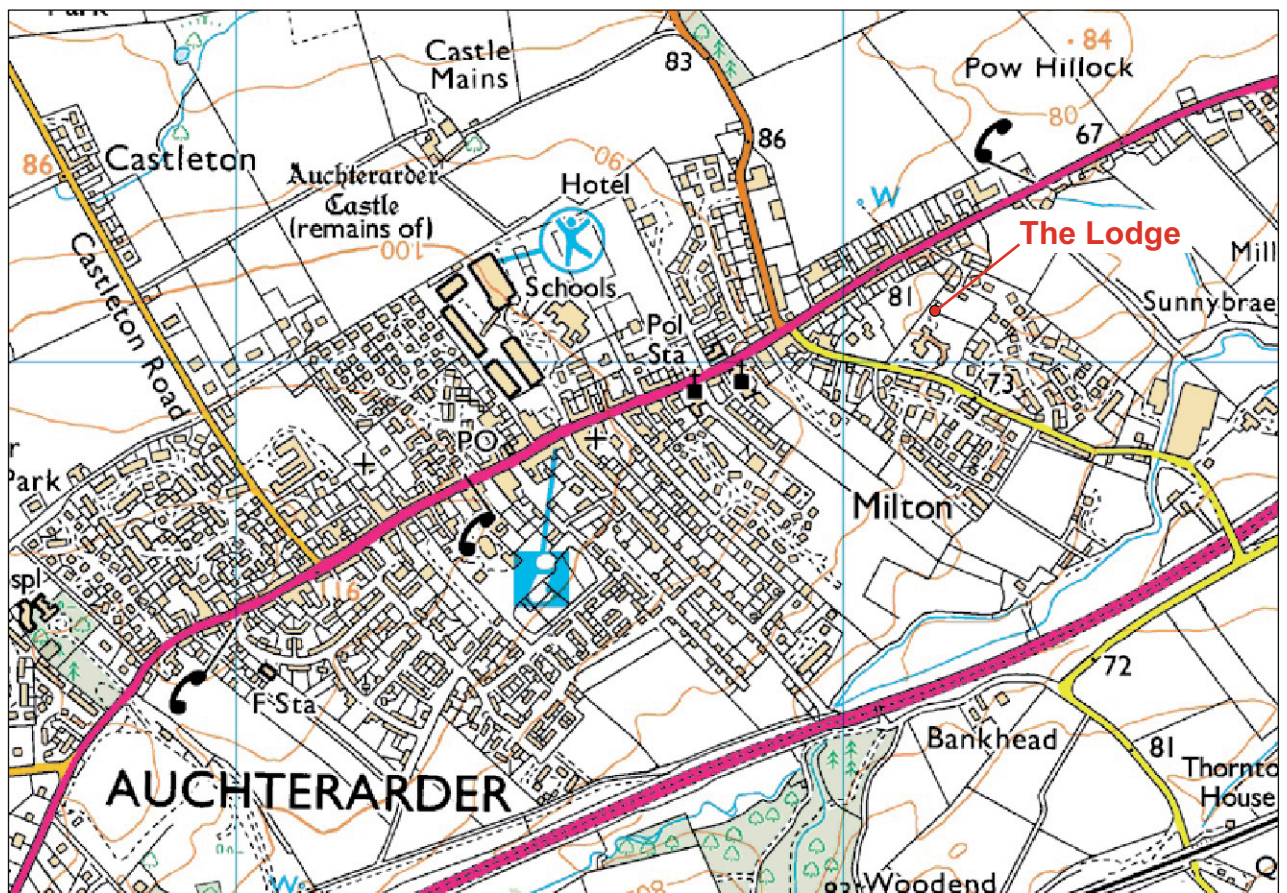 Park
Castle
Mains
83
84
Pow Hillock
80
67
86
86
Castleton
Auchterarder
Castle
(remains of)
90
Hotel
W
The Lodge
100
Castleton Road
Schools
81
Mill
Sunnybrae
Pol
Sta
73
PO
Park
Milton
116
spl
F Sta
72
Bankhead
81
AUCHTERARDER
Thornto
House
W
Woodend
Q